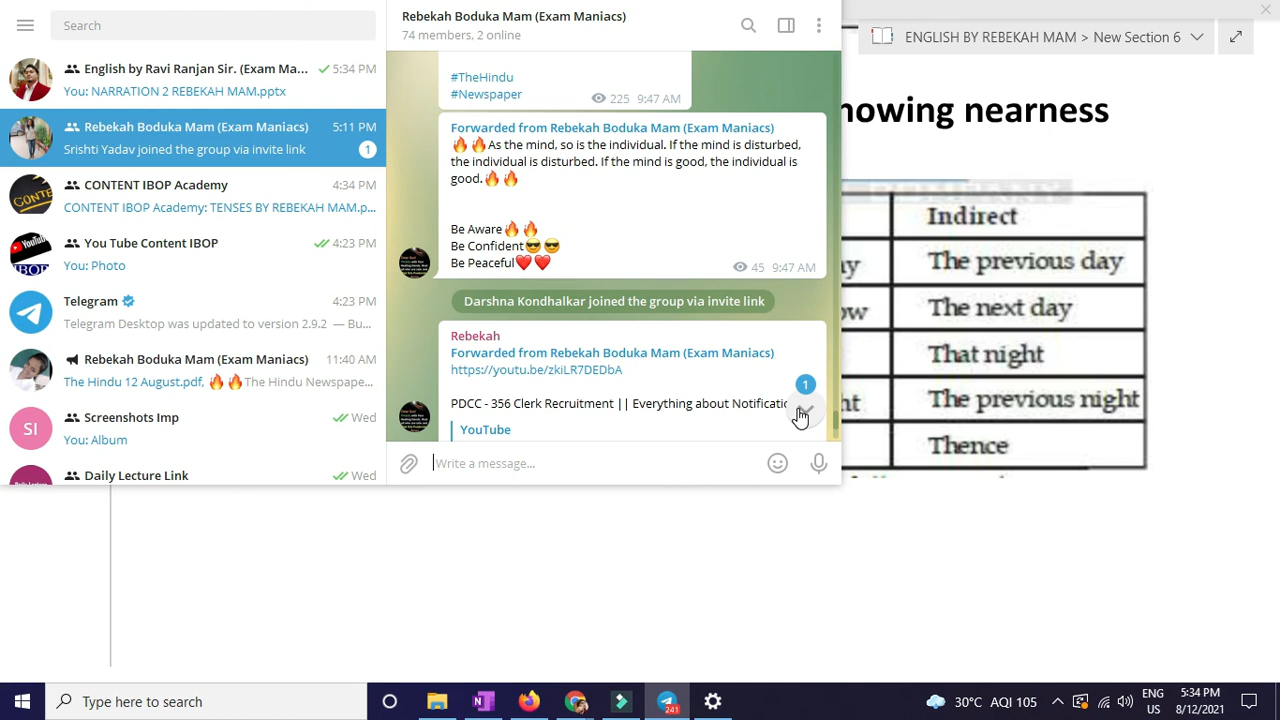 Search
English by Ravi Ranjan Sir. (Exam Ma... 5:34 PM
You: NARRATION 2 REBEKAH MAM.pptx
Rebekah Boduka Mam (Exam Maniacs) 5:11 PM
Srishti Yadav joined the group via invite link 1
CONTENT IBOP Academy 4:34 PM
CONTENT IBOP Academy: TENSES BY REBEKAH MAM.p...
You Tube Content IBOP 4:23 PM
You: Photo
Telegram 4:23 PM
Telegram Desktop was updated to version 2.9.2 — Bu...
Rebekah Boduka Mam (Exam Maniacs) 11:40 AM
The Hindu 12 August.pdf, 🔥🔥The Hindu Newspape...
SI
Screenshots Imp Wed
You: Album
Daily Lecture Link Wed
Rebekah Boduka Mam (Exam Maniacs)
74 members, 2 online
#TheHindu
#Newspaper 225 9:47 AM
Forwarded from Rebekah Boduka Mam (Exam Maniacs)
🔥🔥As the mind, so is the individual. If the mind is disturbed,
the individual is disturbed. If the mind is good, the individual is
good.🔥🔥
Be Aware🔥🔥
Be Confident😎😎
Be Peaceful❤️❤️ 45 9:47 AM
Darshna Kondhalkar joined the group via invite link
Rebekah
Forwarded from Rebekah Boduka Mam (Exam Maniacs)
https://youtu.be/zkiLR7DEDbA
1
PDCC - 356 Clerk Recruitment || Everything about Notificatio
YouTube
Write a message...
ENGLISH BY REBEKAH MAM > New Section 6
howing nearness
Indirect
ay The previous day
ow The next day
That night
ht The previous night
Thence
Type here to search
241
30°C AQI 105
ENG
US
5:34 PM
8/12/2021